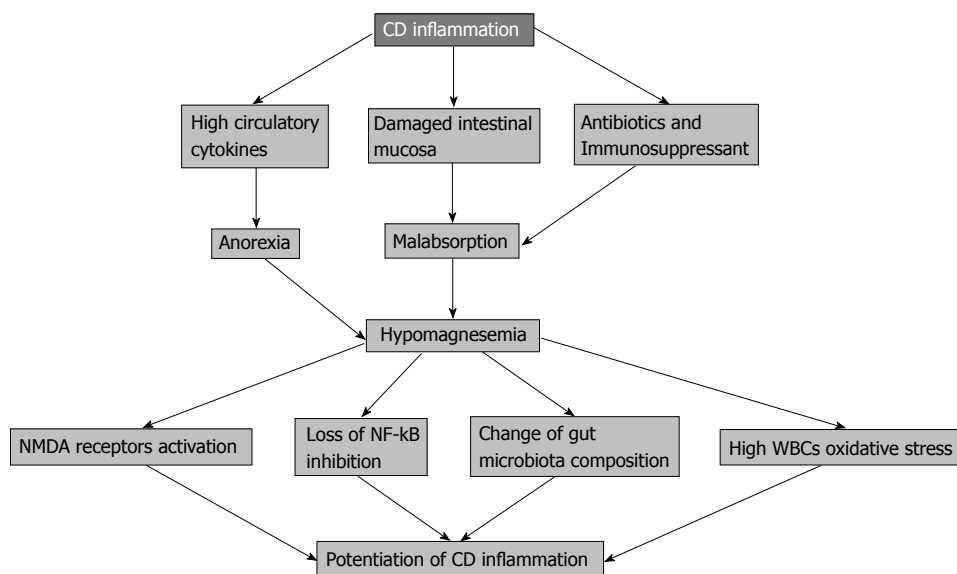 CD inflammation
High circulatory
cytokines
Damaged intestinal
mucosa
Antibiotics and
Immunosuppressant
Anorexia
Malabsorption
Hypomagnesemia
NMDA receptors activation
Loss of NF-kB
inhibition
Change of gut
microbiota composition
High WBCs oxidative stress
Potentiation of CD inflammation